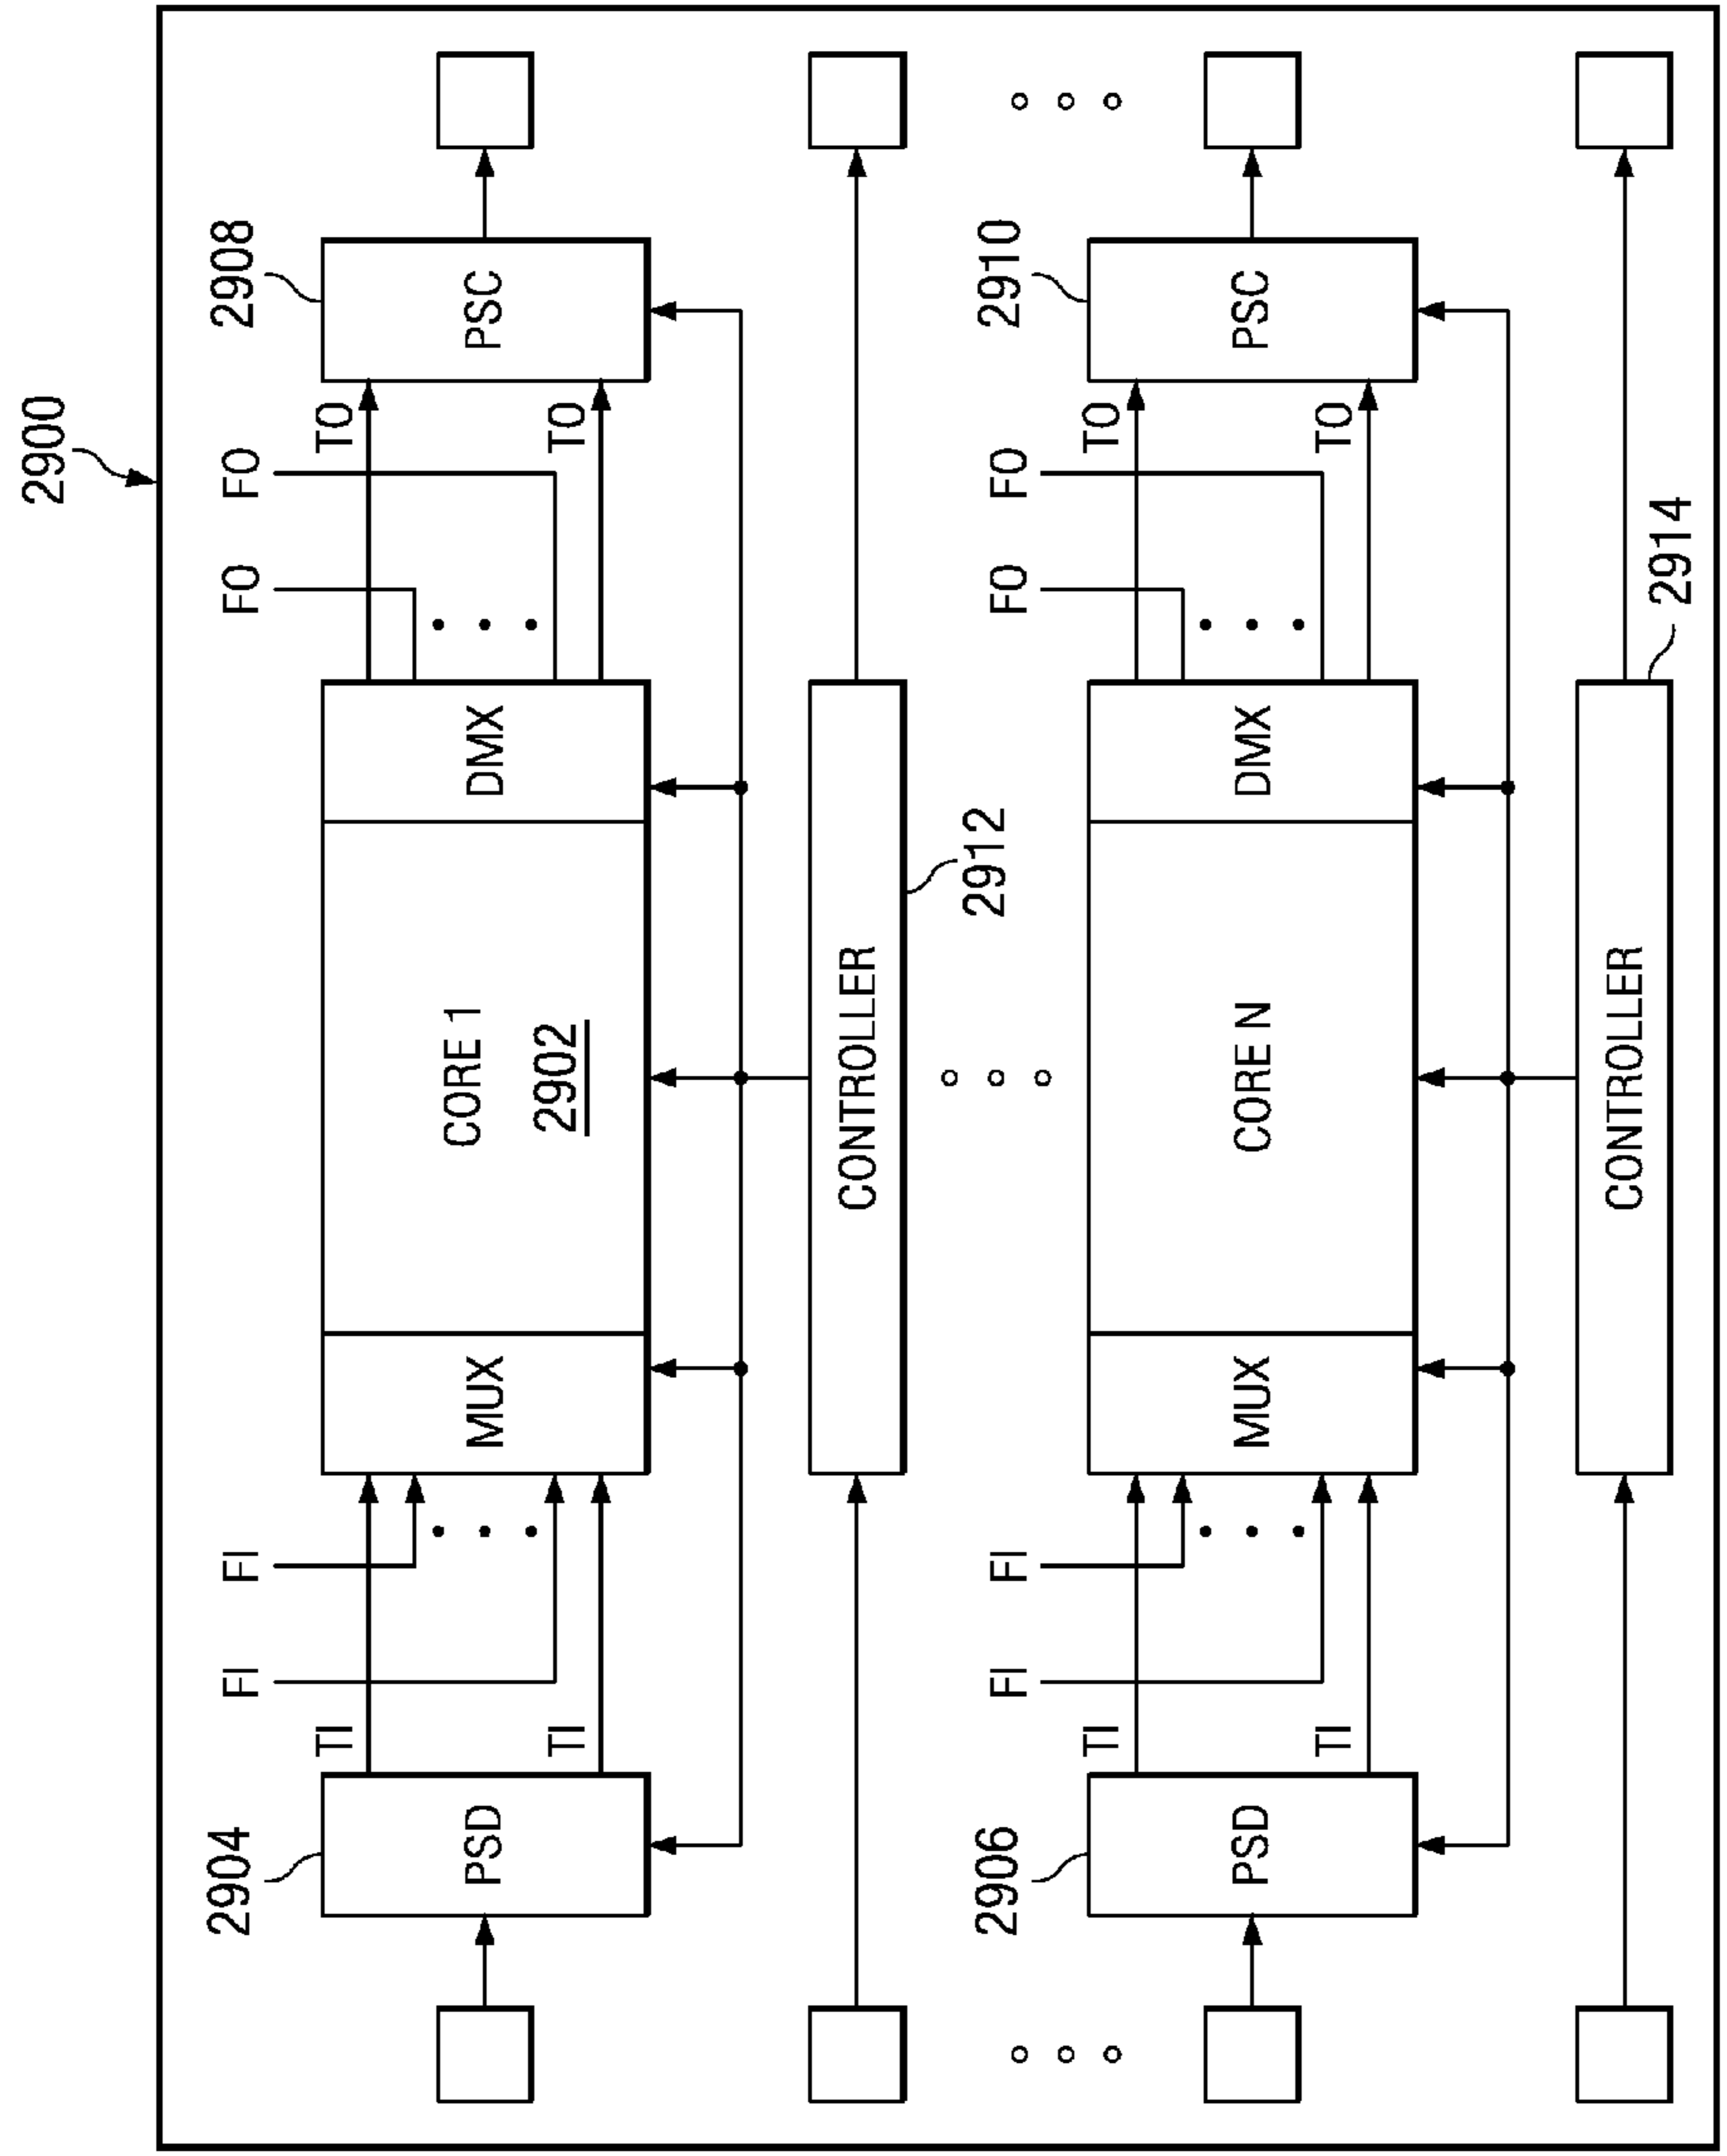 2900
2904
PSD
TI
TI
FI
FI
MUX
CORE 1
2902
DMX
FO
FO
TO
TO
2908
PSC
CONTROLLER
2912
2906
PSD
TI
TI
FI
FI
MUX
CORE N
DMX
FO
FO
TO
TO
2910
PSC
CONTROLLER
2914